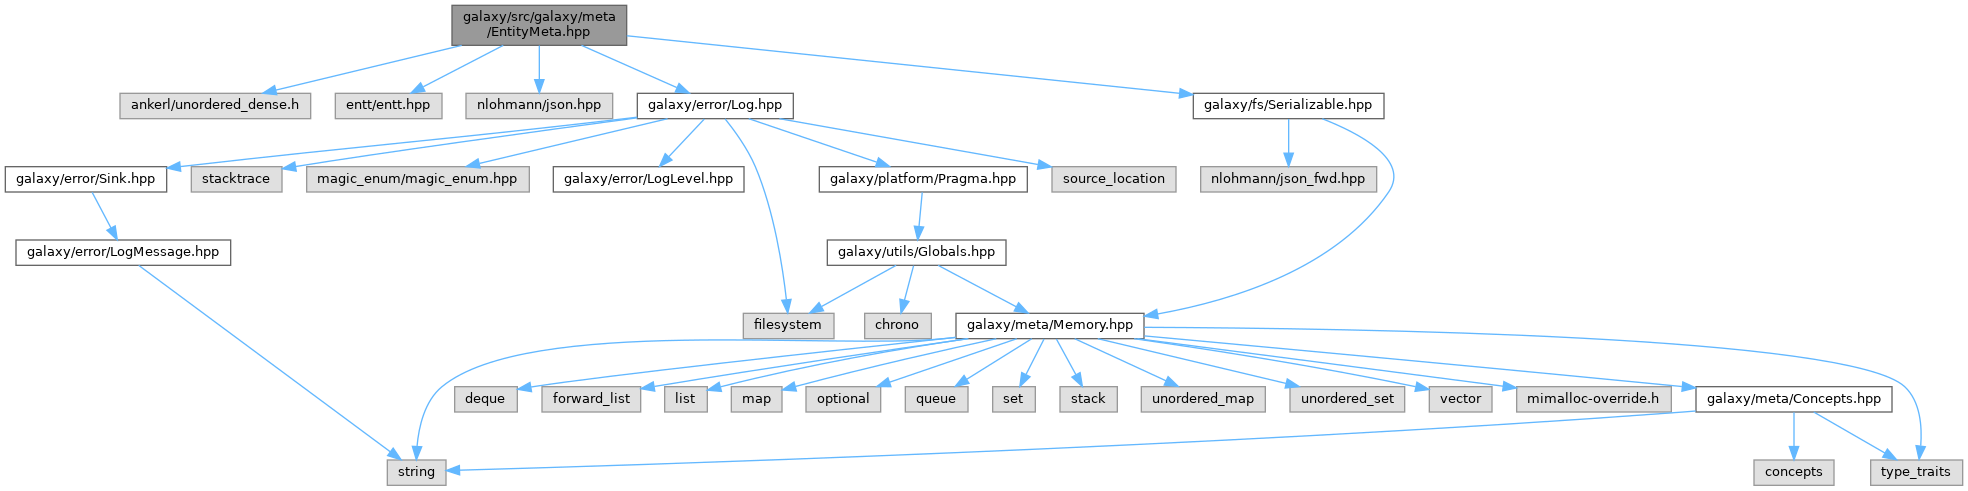 galaxy/src/galaxy/meta
/EntityMeta.hpp
ankerl/unordered_dense.h
entt/entt.hpp
nlohmann/json.hpp
galaxy/error/Log.hpp
galaxy/fs/Serializable.hpp
galaxy/error/Sink.hpp
stacktrace
magic_enum/magic_enum.hpp
galaxy/error/LogLevel.hpp
galaxy/platform/Pragma.hpp
source_location
nlohmann/json_fwd.hpp
galaxy/error/LogMessage.hpp
galaxy/utils/Globals.hpp
filesystem
chrono
galaxy/meta/Memory.hpp
deque
forward_list
list
map
optional
queue
set
stack
unordered_map
unordered_set
vector
mimalloc-override.h
galaxy/meta/Concepts.hpp
string
concepts
type_traits